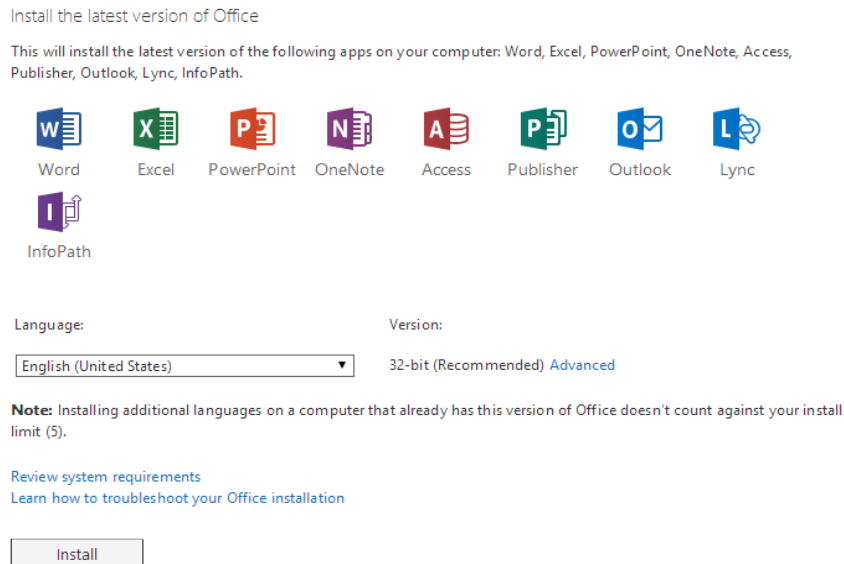 Install the latest version of Office
This will install the latest version of the following apps on your computer: Word, Excel, PowerPoint, OneNote, Access,
Publisher, Outlook, Lync, InfoPath.
W X P N A P O L
Word Excel PowerPoint OneNote Access Publisher Outlook Lync
I
InfoPath
Language: Version:
English (United States) 32-bit (Recommended) Advanced
Note: Installing additional languages on a computer that already has this version of Office doesn't count against your install
limit (5).
Review system requirements
Learn how to troubleshoot your Office installation
Install